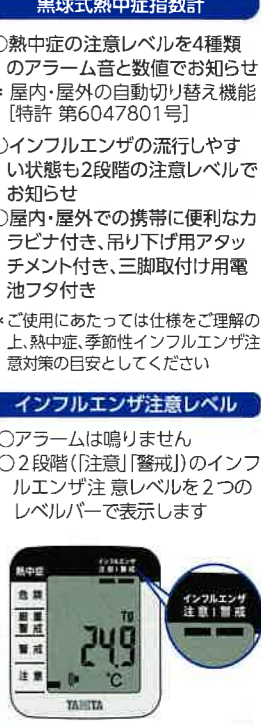 黒球式熱中症指数計
○熱中症の注意レベルを4種類
のアラーム音と数値でお知らせ
* 屋内・屋外の自動切り替え機能
[特許 第6047801号]
○インフルエンザの流行しやす
い状態も2段階の注意レベルで
お知らせ
○屋内・屋外での携帯に便利なカ
ラビナ付き、吊り下げ用アタッ
チメント付き、三脚取付け用電
池フタ付き
*ご使用にあたっては仕様をご理解の
上、熱中症、季節性インフルエンザ注
意対策の目安としてください
インフルエンザ注意レベル
○アラームは鳴りません
○2段階(「注意」「警戒」)のインフ
ルエンザ注 意レベルを2つの
レベルバーで表示します
熱中症
インフルエンザ
注意 警戒
危険
厳重
警戒
警戒
注意
Tg
24.9
℃
TANITA
インフルエンザ
注意 警戒